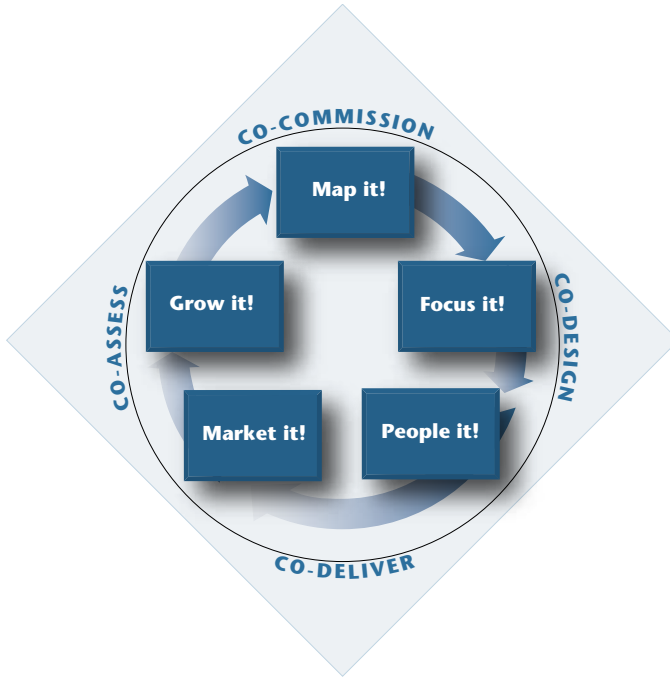 CO-COMMISSION
Map it!
Focus it!
CO-DESIGN
People it!
CO-DELIVER
Market it!
Grow it!
CO-ASSESS